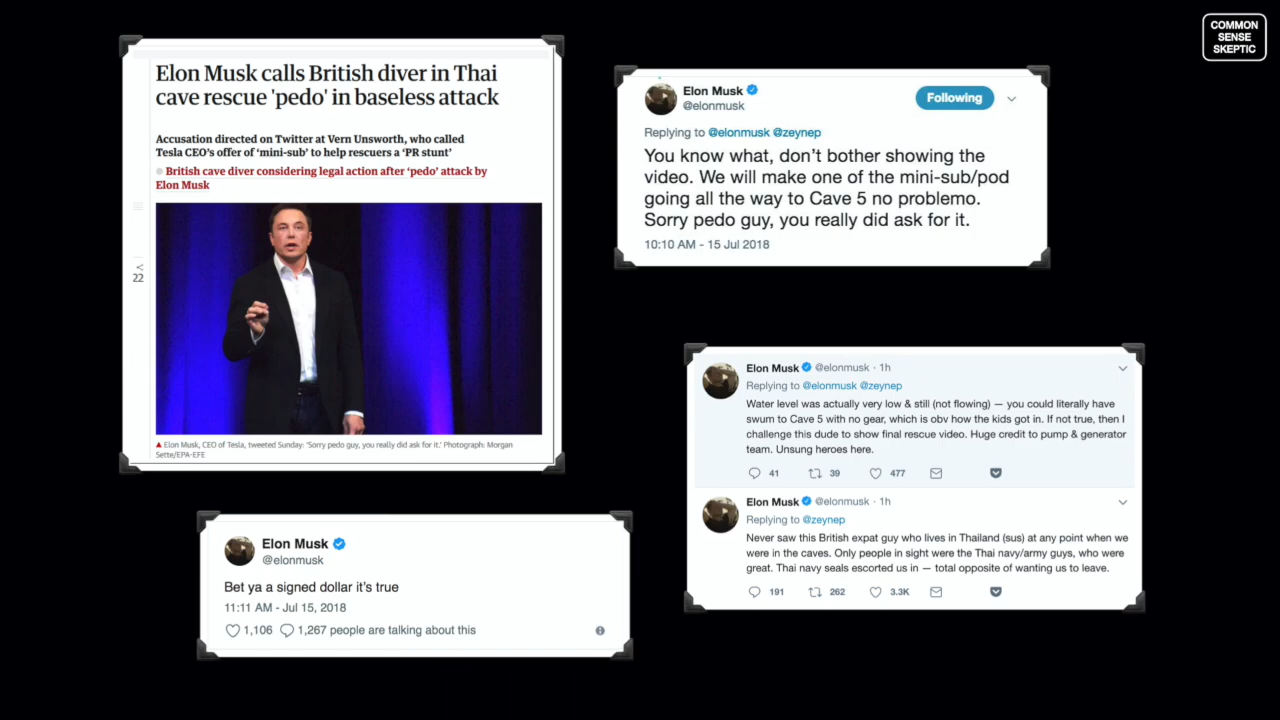 COMMON
SENSE
SKEPTIC
Elon Musk calls British diver in Thai
cave rescue 'pedo' in baseless attack
Accusation directed on Twitter at Vern Unsworth, who called
Tesla CEO's offer of 'mini-sub' to help rescuers a 'PR stunt'
British cave diver considering legal action after 'pedo' attack by
Elon Musk
22
Elon Musk, CEO of Tesla, tweeted Sunday: 'Sorry pedo guy, you really did ask for it.' Photograph: Morgan
Sette/EPA-EFE
Elon Musk
@elonmusk
Following
Replying to @elonmusk @zeynep
You know what, don't bother showing the
video. We will make one of the mini-sub/pod
going all the way to Cave 5 no problemo.
Sorry pedo guy, you really did ask for it.
10:10 AM - 15 Jul 2018
Elon Musk @elonmusk · 1h
Replying to @elonmusk @zeynep
Water level was actually very low & still (not flowing) — you could literally have
swum to Cave 5 with no gear, which is obv how the kids got in. If not true, then I
challenge this dude to show final rescue video. Huge credit to pump & generator
team. Unsung heroes here.
41 39 477
Elon Musk @elonmusk · 1h
Replying to @zeynep
Never saw this British expat guy who lives in Thailand (sus) at any point when we
were in the caves. Only people in sight were the Thai navy/army guys, who were
great. Thai navy seals escorted us in — total opposite of wanting us to leave.
191 262 3.3K
Elon Musk
@elonmusk
Bet ya a signed dollar it's true
11:11 AM - Jul 15, 2018
1,106 1,267 people are talking about this